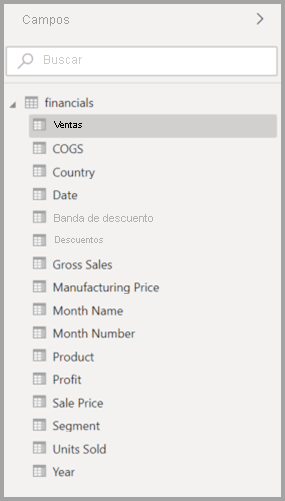 Campos
Buscar
financials
Ventas
COGS
Country
Date
Banda de descuento
Descuentos
Gross Sales
Manufacturing Price
Month Name
Month Number
Product
Profit
Sale Price
Segment
Units Sold
Year